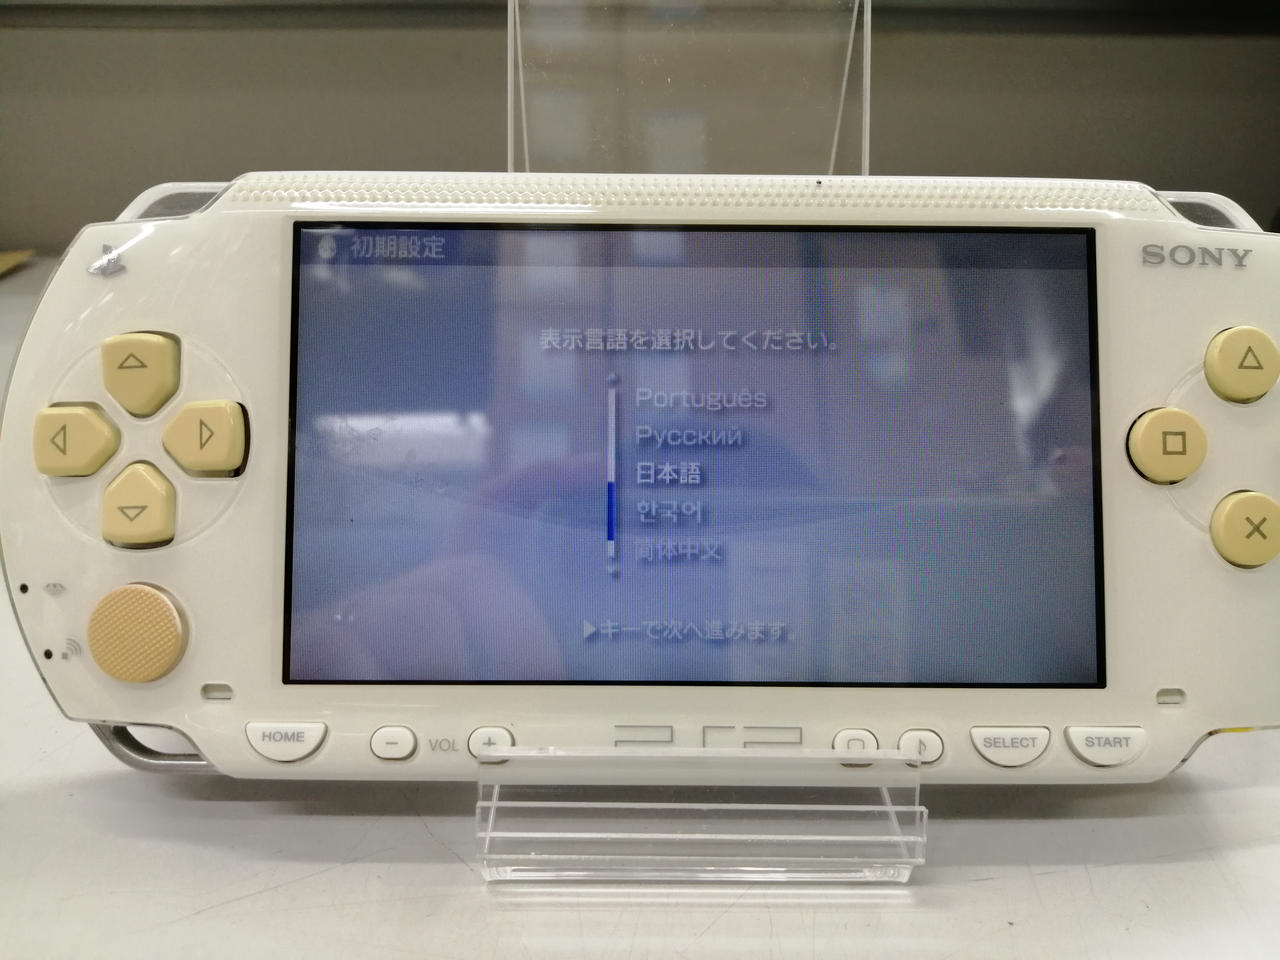 SONY
初期設定
表示言語を選択してください。
Português
Русский
日本語
한국어
简体中文
▶キーで次へ進みます。
HOME
－ VOL ＋
PSP
SELECT
START